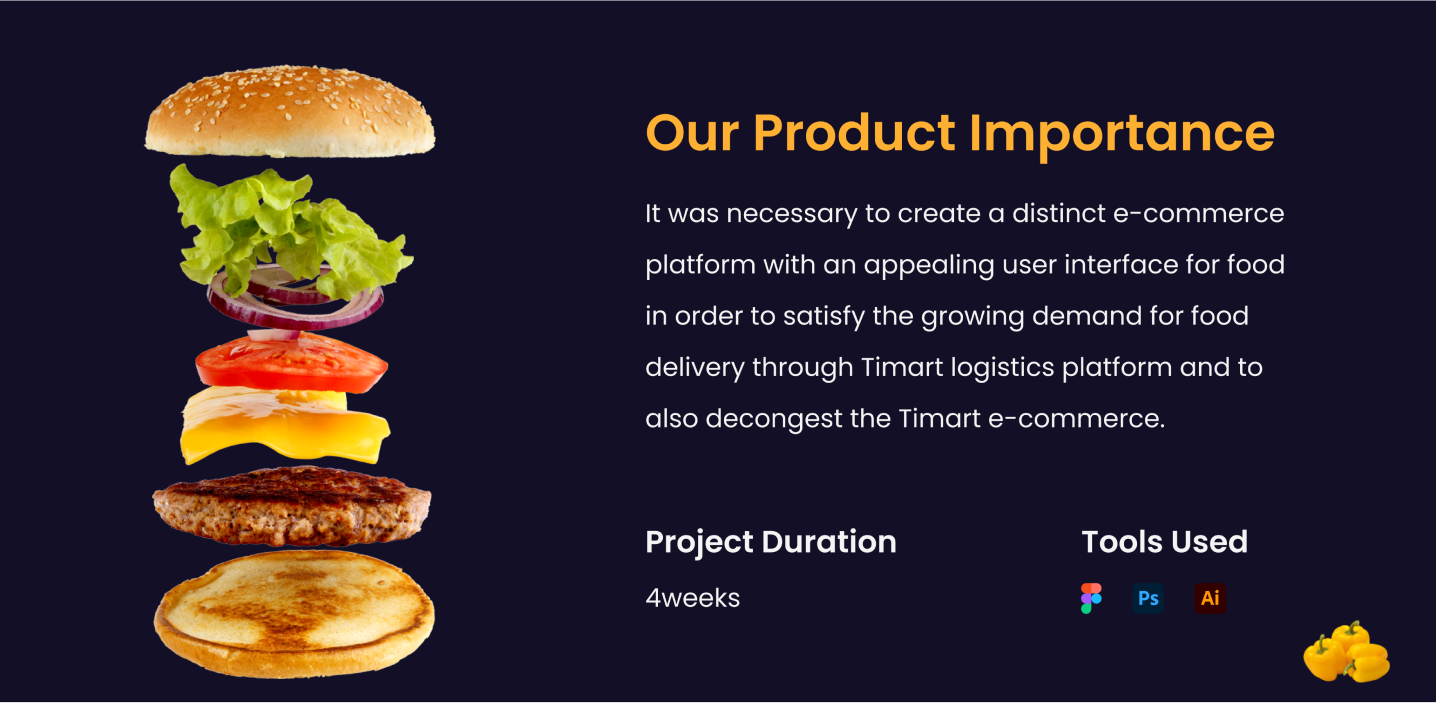 Our Product Importance
It was necessary to create a distinct e-commerce
platform with an appealing user interface for food
in order to satisfy the growing demand for food
delivery through Timart logistics platform and to
also decongest the Timart e-commerce.
Project Duration
4weeks
Tools Used
Ps
Ai